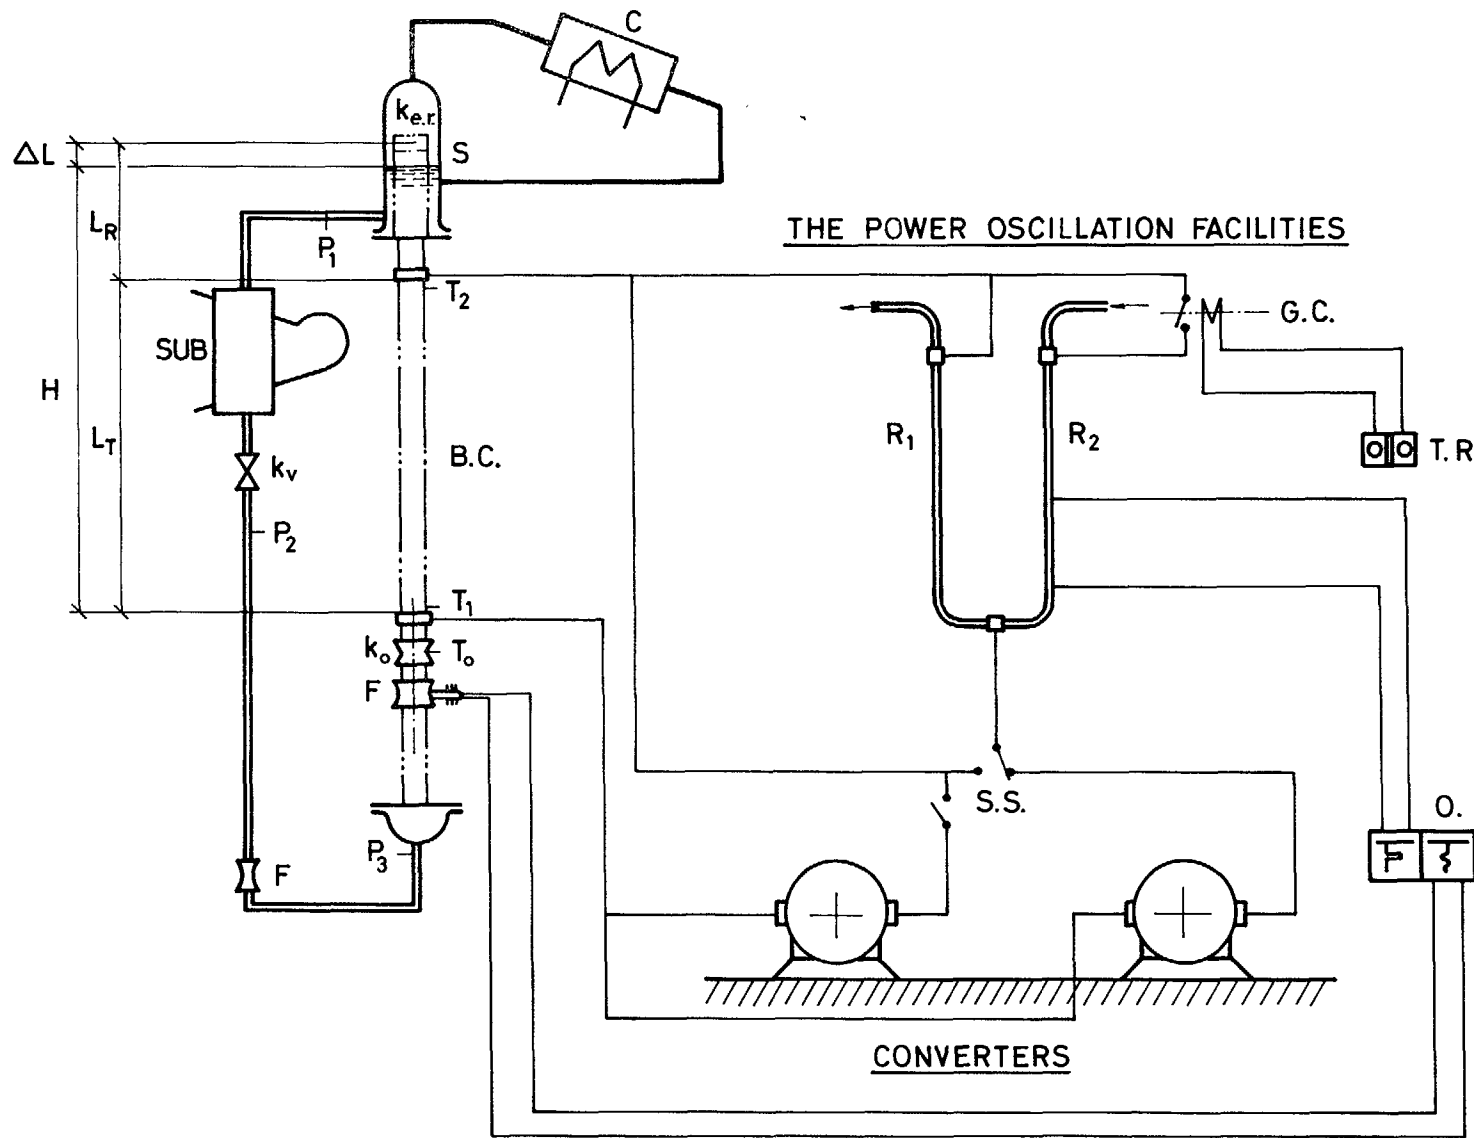 C
k_e.r.
ΔL
S
L_R
P_1
THE POWER OSCILLATION FACILITIES
T_2
G.C.
SUB
H
L_T
B.C.
R_1
R_2
T.R
k_v
P_2
T_1
k_o
T_o
F
S.S.
O.
P_3
F
CONVERTERS